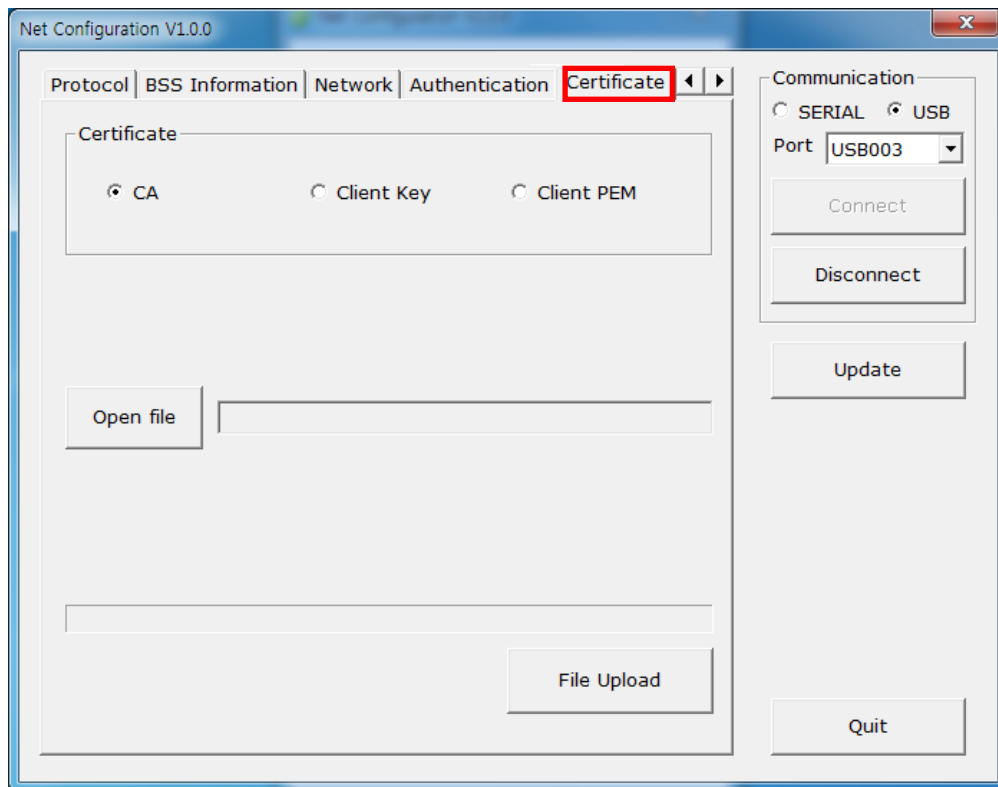 Net Configuration V1.0.0
Protocol BSS Information Network Authentication Certificate
Certificate
CA Client Key Client PEM
Open file
File Upload
Communication
SERIAL USB
Port USB003
Connect
Disconnect
Update
Quit